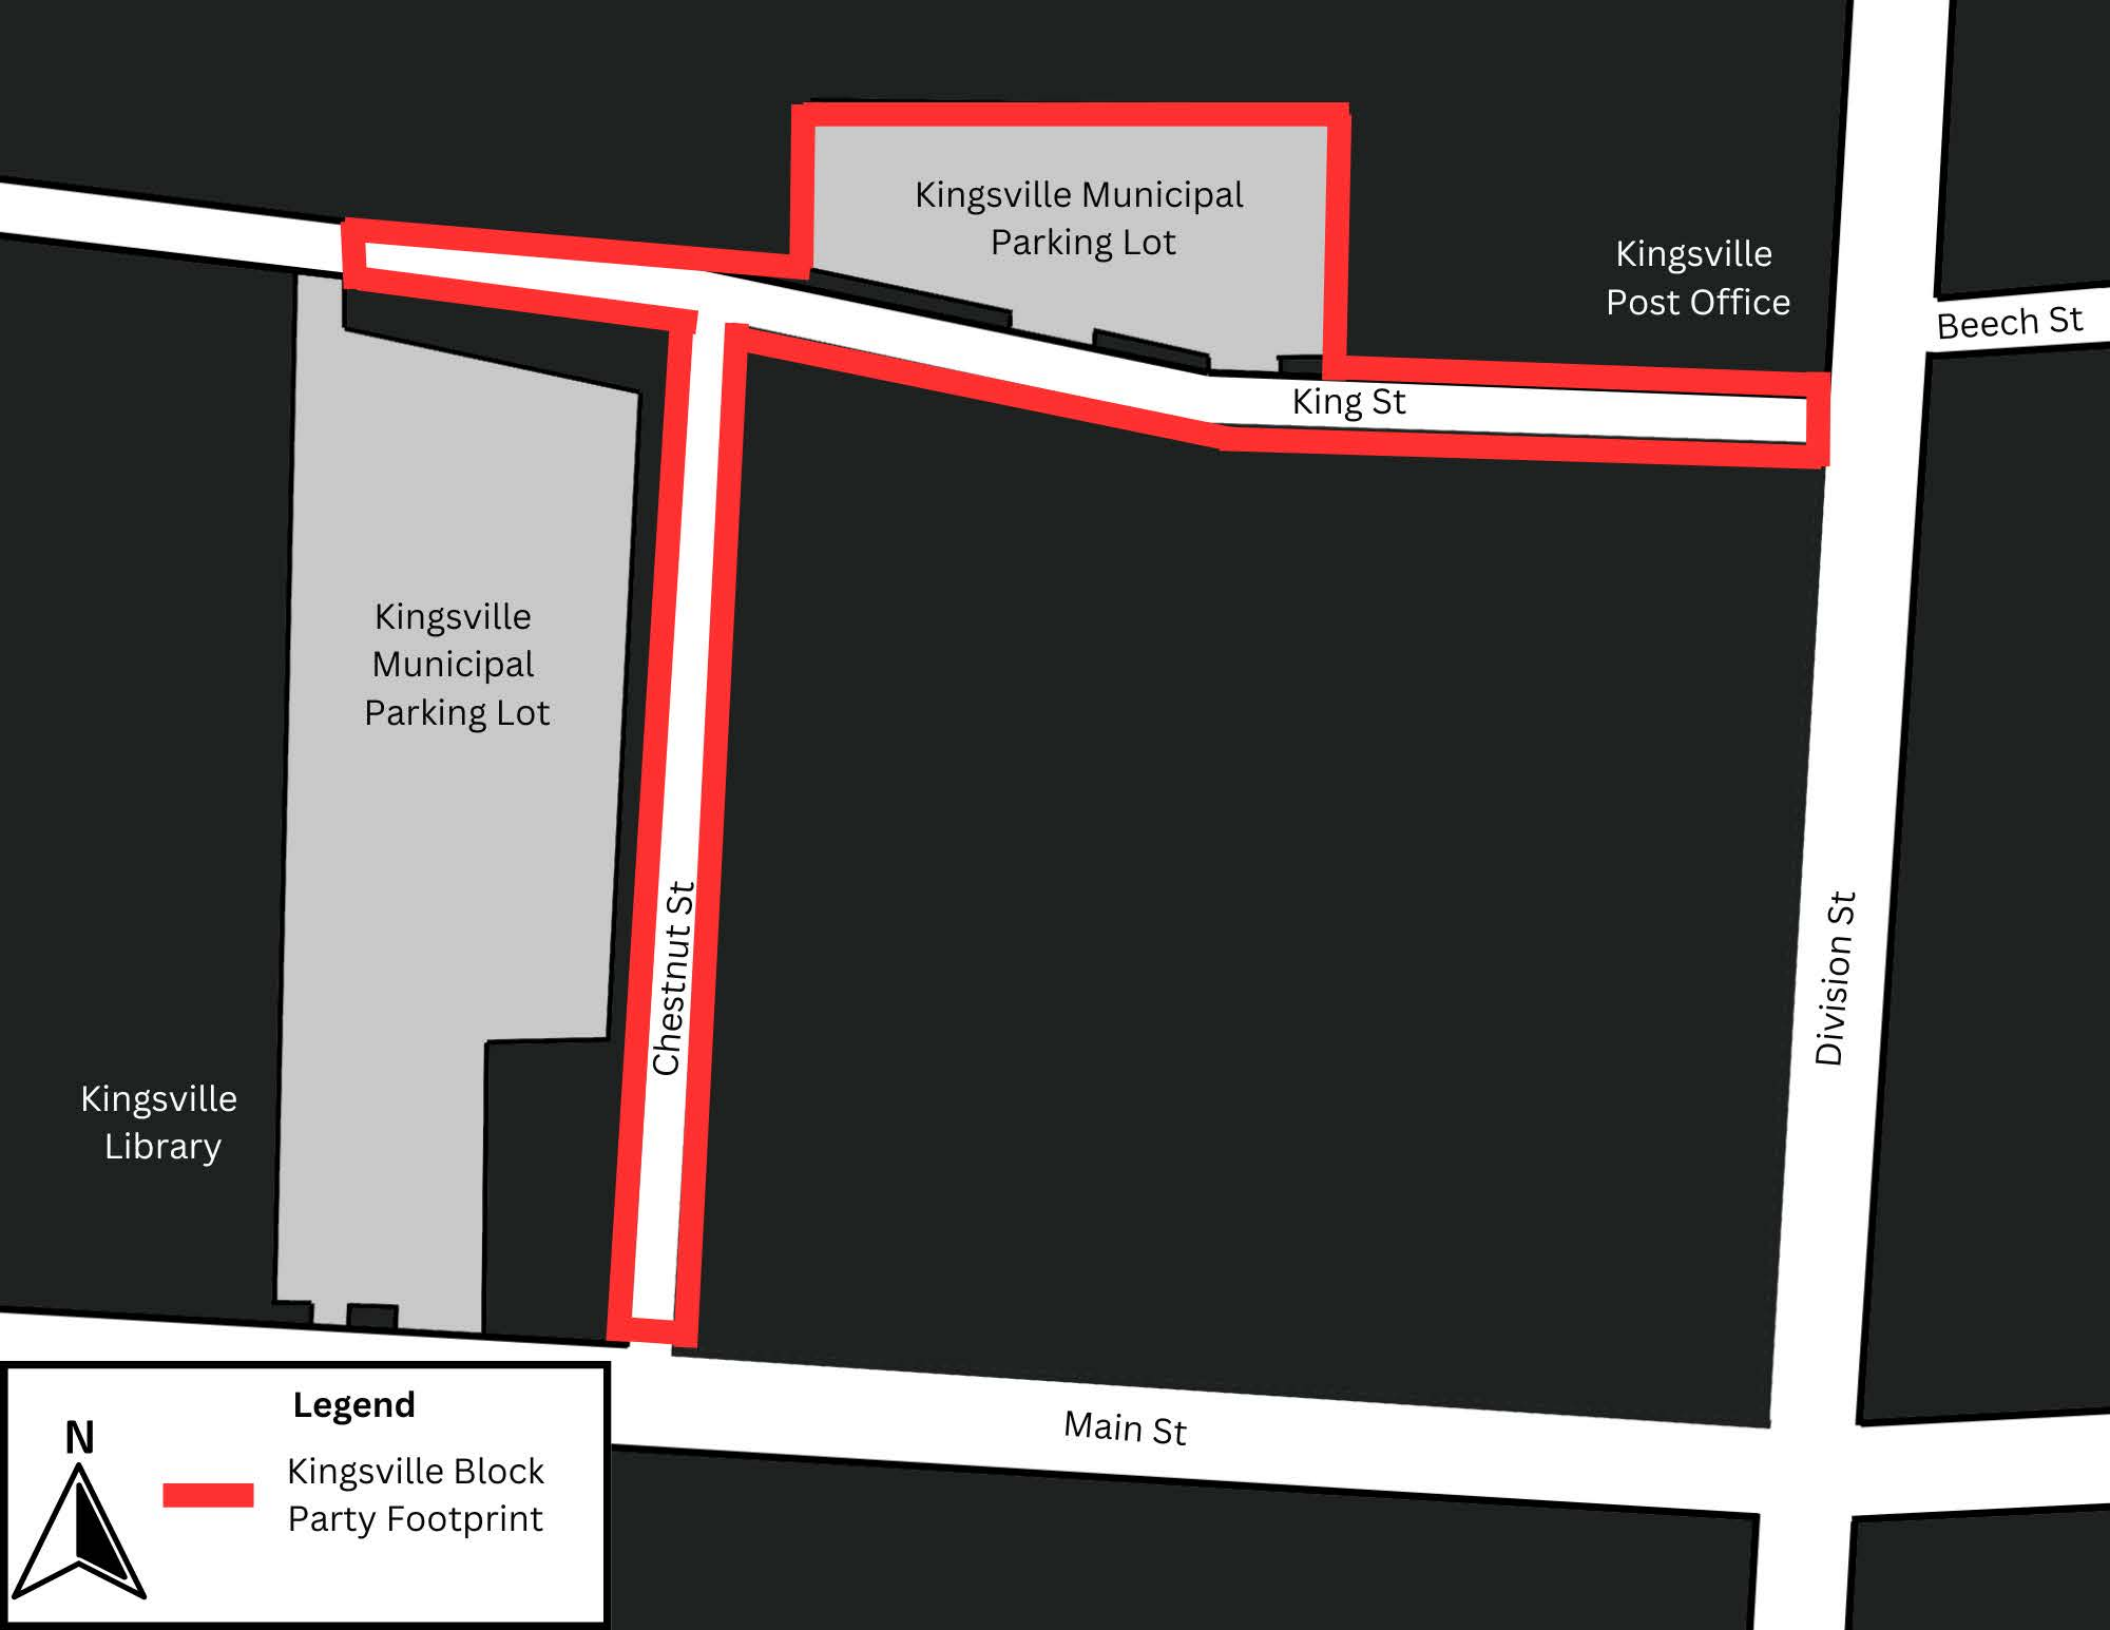 Kingsville Municipal
Parking Lot
Kingsville
Post Office
Beech St
King St
Kingsville
Municipal
Parking Lot
Chestnut St
Division St
Kingsville
Library
Main St
Legend
N
Kingsville Block
Party Footprint